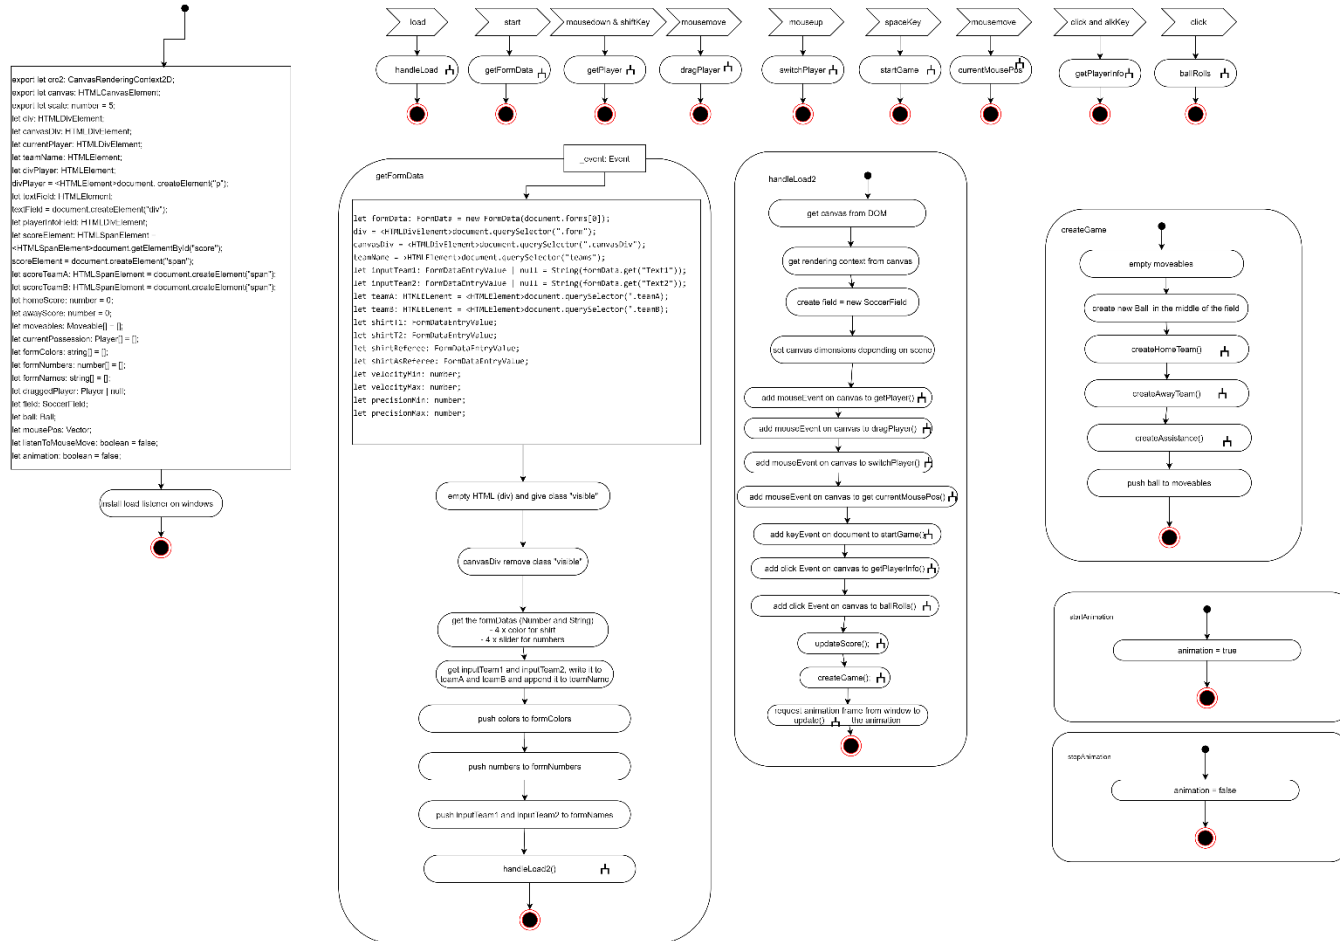 load
start
mousedown & shiftKey
mousemove
mouseup
spaceKey
mousemove
click and alkKey
click
handleLoad
getFormData
getPlayer
dragPlayer
switchPlayer
startGame
currentMousePos
getPlayerInfo
ballRolls
export let crc2: CanvasRenderingContext2D;
export let canvas: HTMLCanvasElement;
export let scale: number = 5;
let div: HTMLDivElement;
let canvasDiv: HTMLDivElement;
let currentPlayer: HTMLDivElement;
let teamName: HTMLElement;
let divPlayer: HTMLElement;
divPlayer = <HTMLElement>document. createElement("p");
let textField: HTMLElement;
textField = document.createElement("div");
let playerInfoField: HTMLDivElement;
let scoreElement: HTMLSpanElement =
<HTMLSpanElement>document.getElementById("score");
scoreElement = document.createElement("span");
let scoreTeamA: HTMLSpanElement = document.createElement("span");
let scoreTeamB: HTMLSpanElement = document.createElement("span");
let homeScore: number = 0;
let awayScore: number = 0;
let moveables: Moveable[] = [];
let currentPossession: Player[] = [];
let formColors: string[] = [];
let formNumbers: number[] = [];
let formNames: string[] = [];
let draggedPlayer: Player | null;
let field: SoccerField;
let ball: Ball;
let mousePos: Vector;
let listenToMouseMove: boolean = false;
let animation: boolean = false;
install load listener on windows
getFormData
_event: Event
let formData: FormData = new FormData(document.forms[0]);
div = <HTMLDivElement>document.querySelector(".form");
canvasDiv = <HTMLDivElement>document.querySelector(".canvasDiv");
teamName = >HTMLElement>document.querySelector("teams");
let inputTeam1: FormDataEntryValue | null = String(formData.get("Text1"));
let inputTeam2: FormDataEntryValue | null = String(formData.get("Text2"));
let teamA: HTMLElement = <HTMLElement>document.querySelector(".teamA);
let teamB: HTMLElement = <HTMLElement>document.querySelector(".teamB);
let shirtT1: FormDataEntryValue;
let shirtT2: FormDataEntryValue;
let shirtReferee: FormDataEntryValue;
let shirtAsReferee: FormDataEntryValue;
let velocityMin: number;
let velocityMax: number;
let precisionMin: number;
let precisionMax: number;
empty HTML (div) and give class "visible"
canvasDiv remove class "visible"
get the formDatas (Number and String)
- 4 x color for shirt
- 4 x slider for numbers
get inputTeam1 and inputTeam2, write it to
teamA and teamB and append it to teamName
push colors to formColors
push numbers to formNumbers
push inputTeam1 and inputTeam2 to formNames
handleLoad2()
handleLoad2
get canvas from DOM
get rendering context from canvas
create field = new SoccerField
set canvas dimensions depending on scene
add mouseEvent on canvas to getPlayer()
add mouseEvent on canvas to dragPlayer()
add mouseEvent on canvas to switchPlayer()
add mouseEvent on canvas to get currentMousePos()
add keyEvent on document to startGame()
add click Event on canvas to getPlayerInfo()
add click Event on canvas to ballRolls()
updateScore();
createGame();
request animation frame from window to
update() the animation
createGame
empty moveables
create new Ball in the middle of the field
createHomeTeam()
createAwayTeam()
createAssistance()
push ball to moveables
animation = true
stopAnimation
animation = false